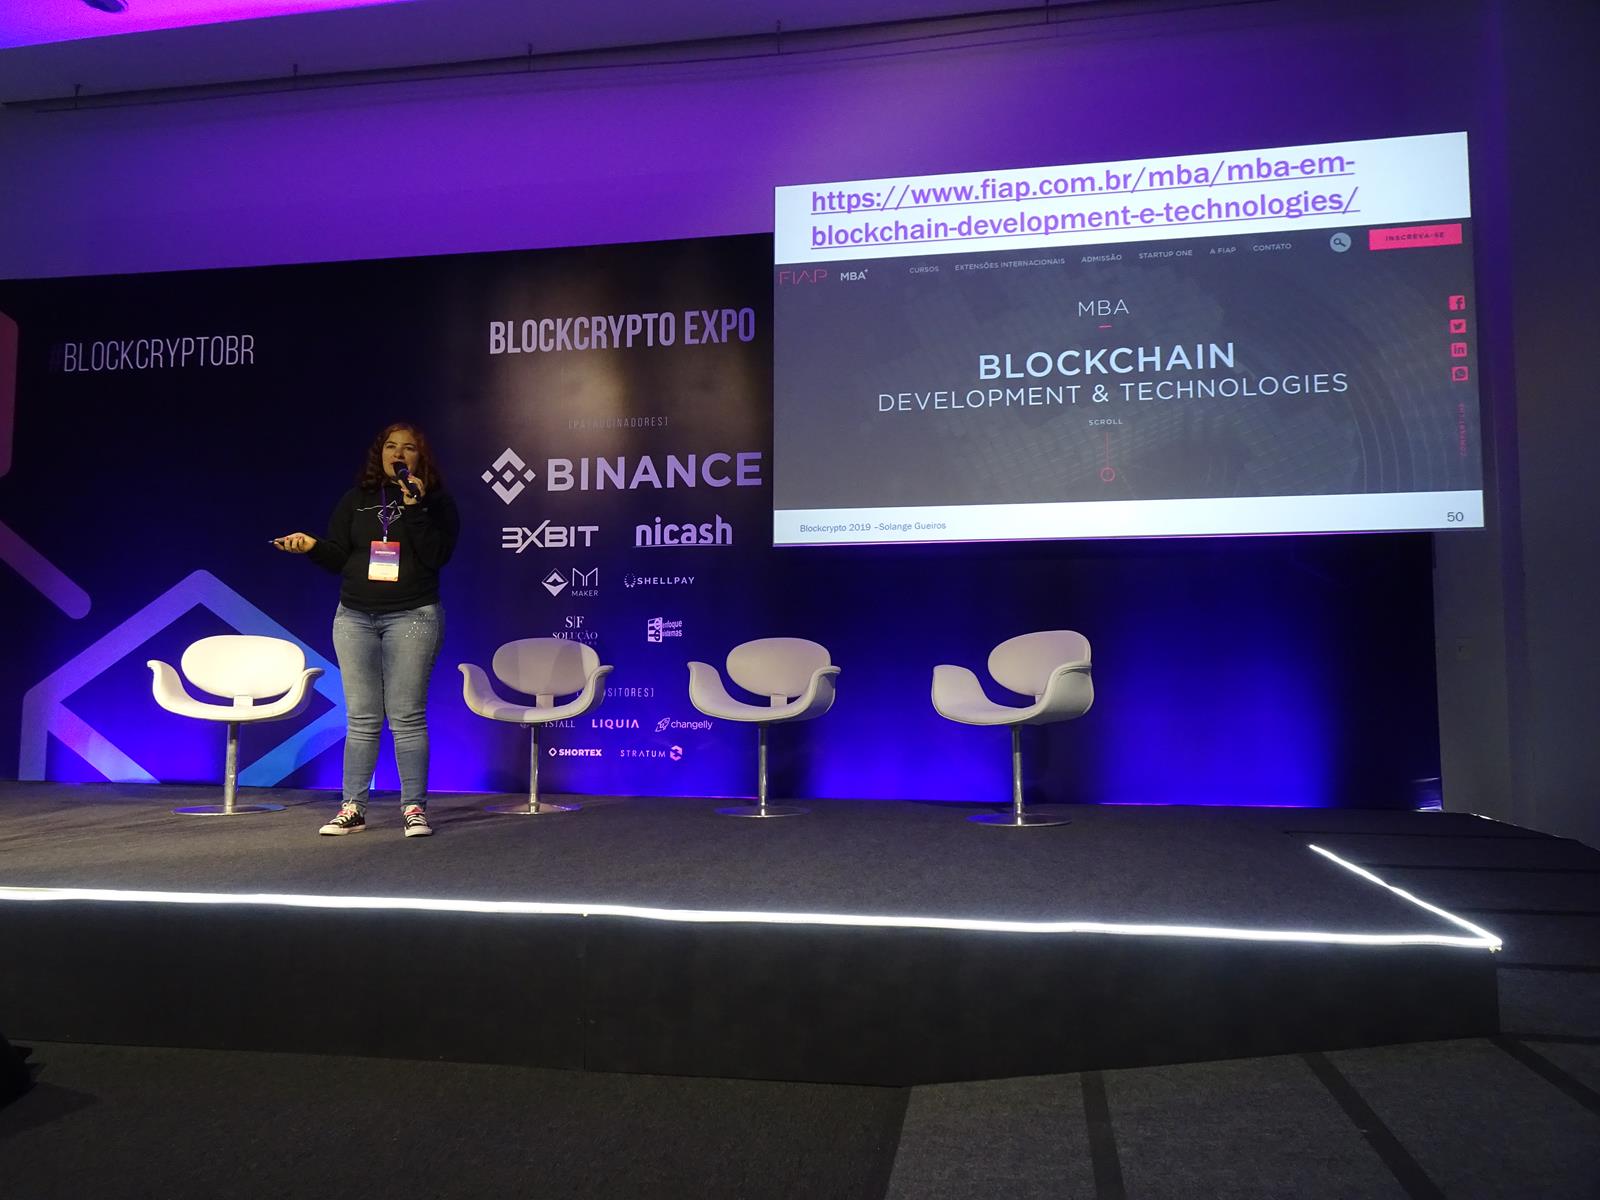 https://www.fiap.com.br/mba/mba-em-
blockchain-development-e-technologies/
FIAP MBA+
CURSOS EXTENSÕES INTERNACIONAIS ADMISSÃO STARTUP ONE A FIAP CONTATO
INSCREVA-SE
MBA
BLOCKCHAIN
DEVELOPMENT & TECHNOLOGIES
SCROLL
Blockcrypto 2019 –Solange Gueiros
50
#BLOCKCRYPTOBR
BLOCKCRYPTO EXPO
[PATROCINADORES]
BINANCE
3XBIT
nicash
MAKER
SHELLPAY
S|F
SOLUÇÃO
enfoque
sistemas
LIQUIA
changelly
SHORTEX
STRATUM